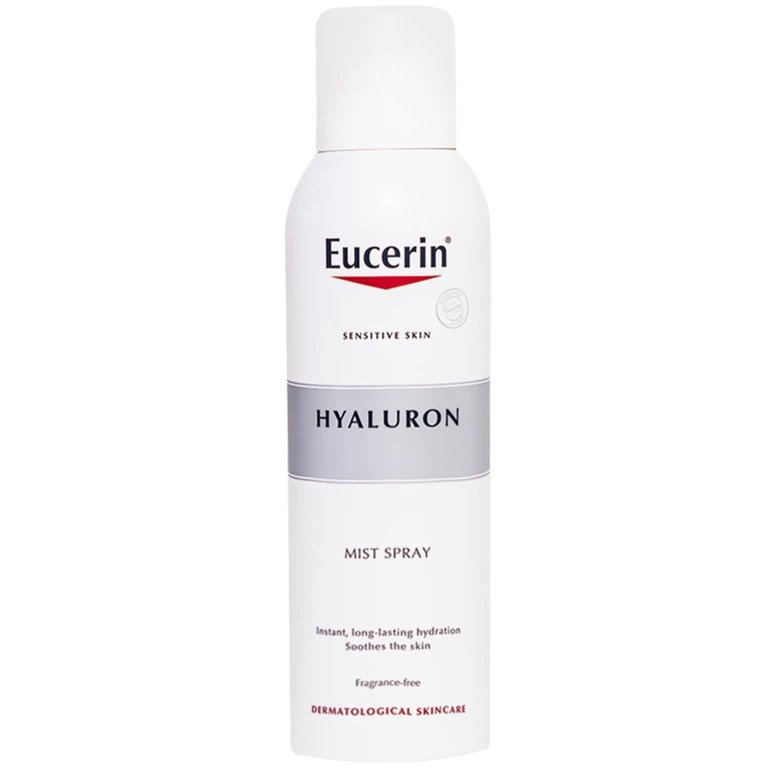 Eucerin®
SENSITIVE SKIN
HYALURON
MIST SPRAY
Instant, long-lasting hydration
Soothes the skin
Fragrance-free
DERMATOLOGICAL SKINCARE